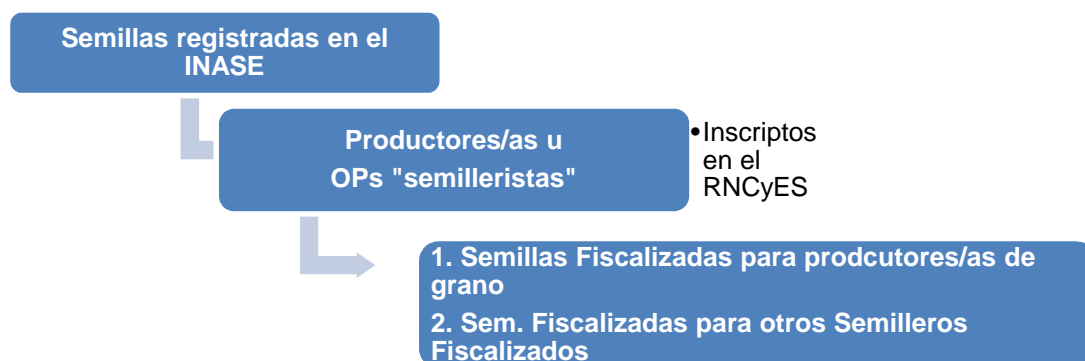 Semillas registradas en el
INASE
Productores/as u
OPs "semilleristas"
•Inscriptos
en el
RNCyES
1. Semillas Fiscalizadas para prodcutores/as de
grano
2. Sem. Fiscalizadas para otros Semilleros
Fiscalizados